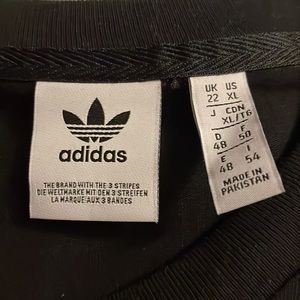 adidas
THE BRAND WITH THE 3 STRIPES
DIE WELTMARKE MIT DEN 3 STREIFEN
LA MARQUE AUX 3 BANDES
UK US
22 XL
J CDN
XL/TG
D F
48 50
E I
48 54
MADE IN
PAKISTAN